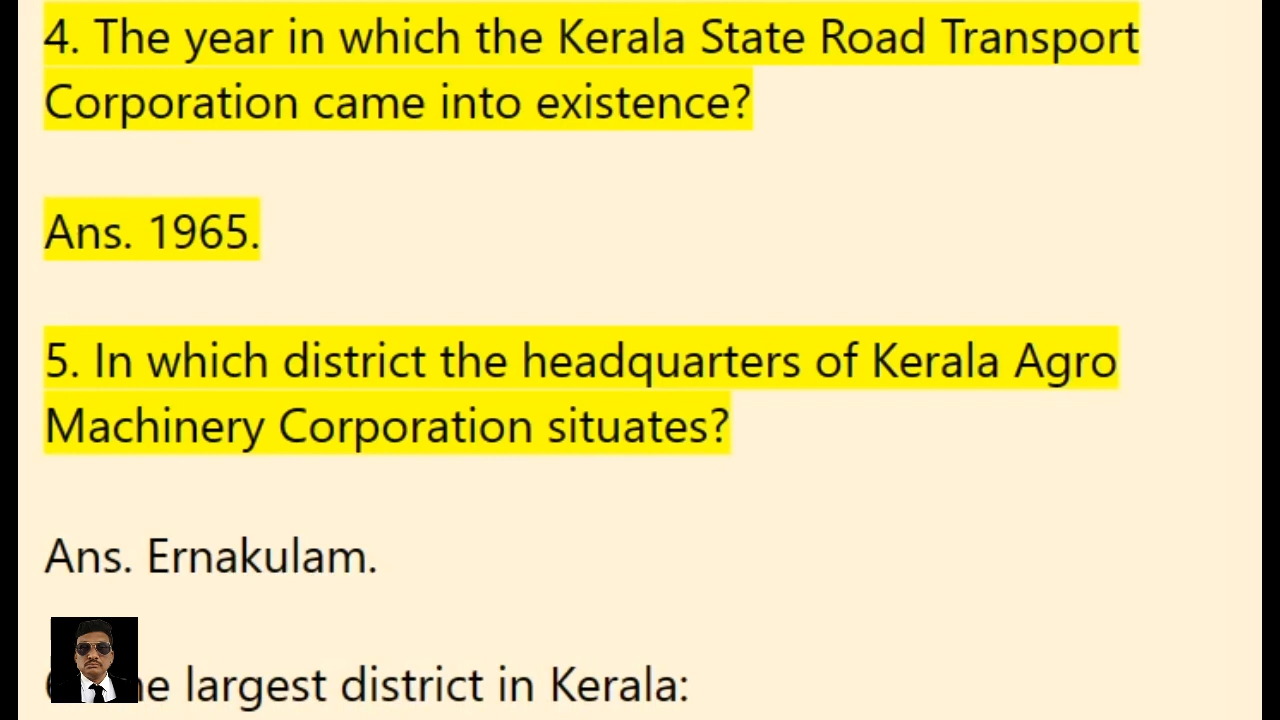 4. The year in which the Kerala State Road Transport
Corporation came into existence?
Ans. 1965.
5. In which district the headquarters of Kerala Agro
Machinery Corporation situates?
Ans. Ernakulam.
largest district in Kerala: